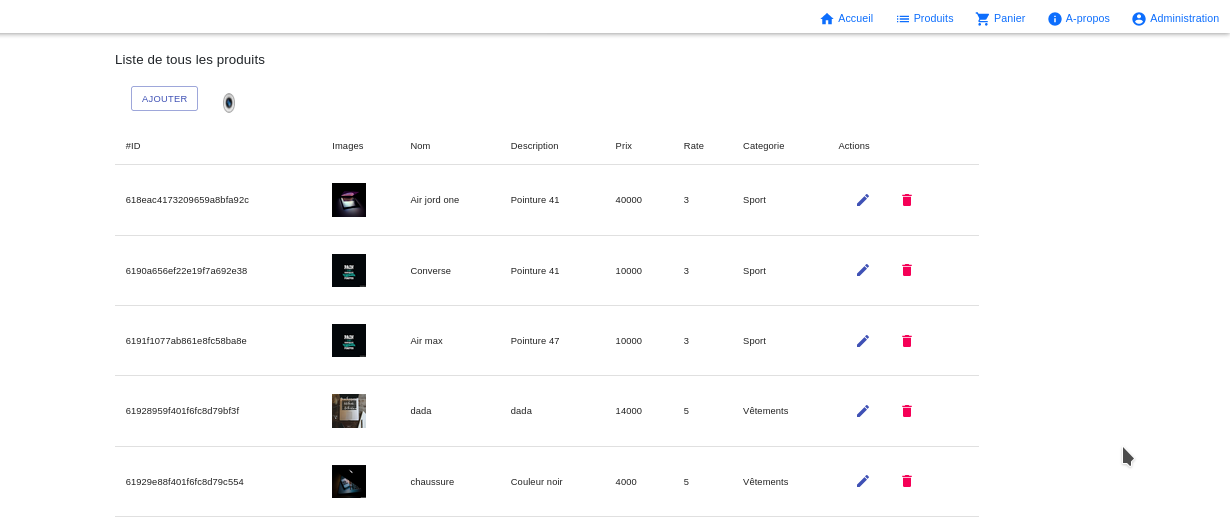 Accueil Produits Panier A-propos Administration
Liste de tous les produits
AJOUTER
#ID Images Nom Description Prix Rate Categorie Actions
618eac4173209659a8bfa92c Air jord one Pointure 41 40000 3 Sport
6190a656ef22e19f7a692e38 Converse Pointure 41 10000 3 Sport
6191f1077ab861e8fc58ba8e Air max Pointure 47 10000 3 Sport
61928959f401f6fc8d79bf3f dada dada 14000 5 Vêtements
61929e88f401f6fc8d79c554 chaussure Couleur noir 4000 5 Vêtements